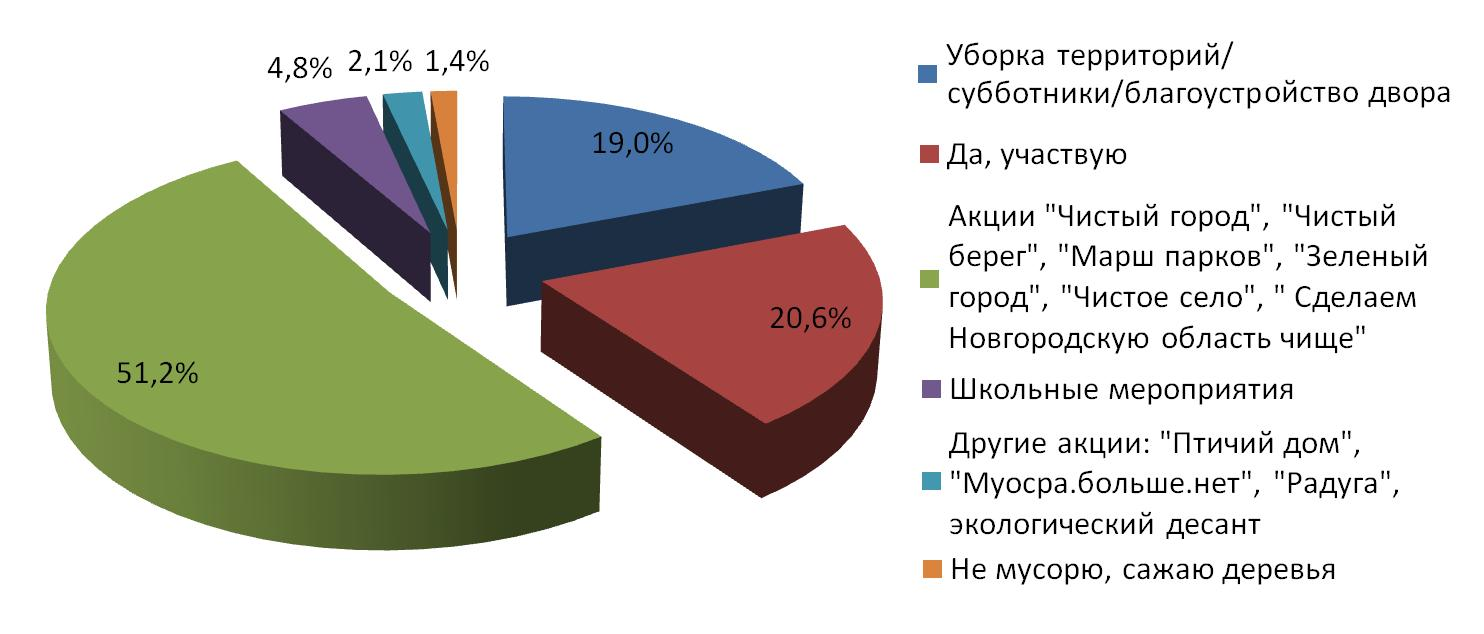 4,8% 2,1% 1,4%
19,0%
20,6%
51,2%
Уборка территорий/
субботники/благоустройство двора
Да, участвую
Акции "Чистый город", "Чистый
берег", "Марш парков", "Зеленый
город", "Чистое село", " Сделаем
Новгородскую область чище"
Школьные мероприятия
Другие акции: "Птичий дом",
"Муосра.больше.нет", "Радуга",
экологический десант
Не мусорю, сажаю деревья